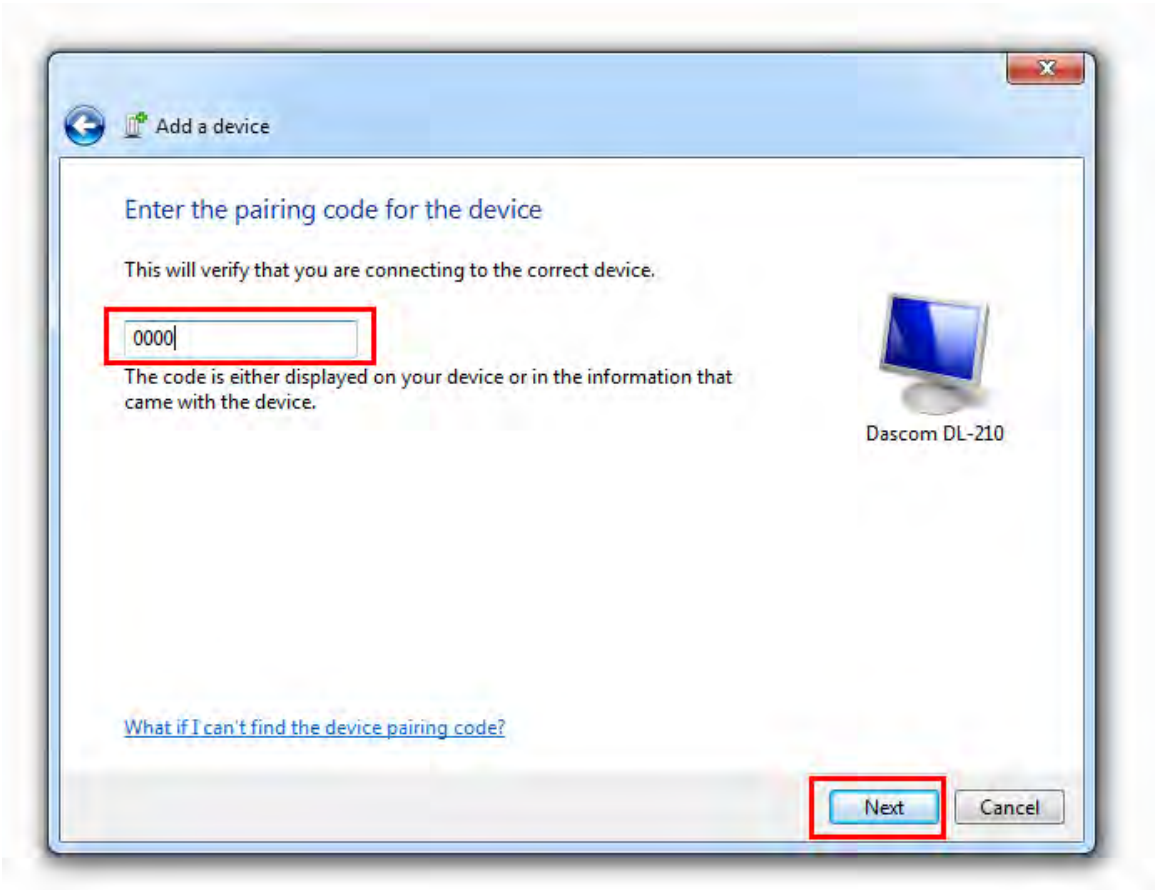 Add a device
Enter the pairing code for the device
This will verify that you are connecting to the correct device.
0000
The code is either displayed on your device or in the information that
came with the device.
Dascom DL-210
What if I can't find the device pairing code?
Next
Cancel